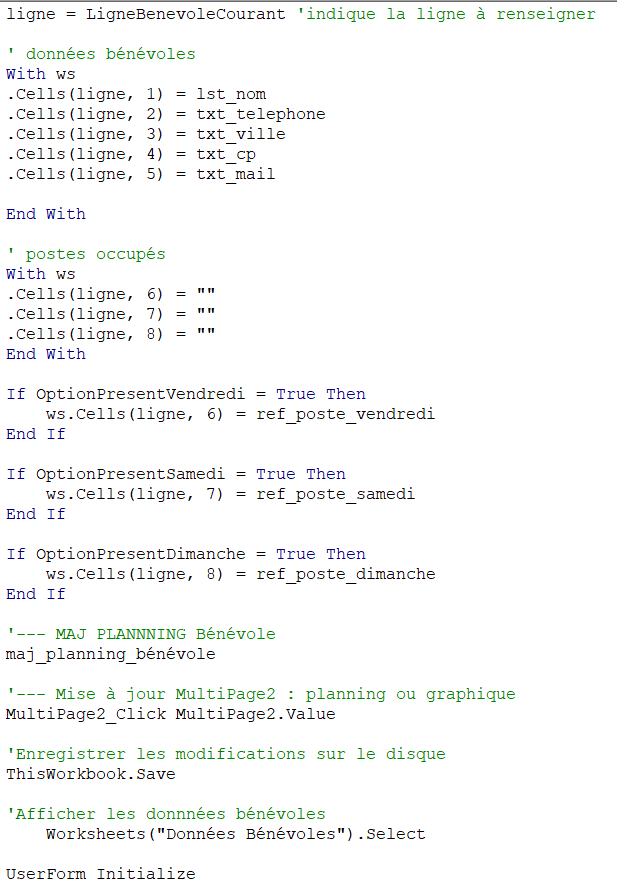 ligne = LigneBenevoleCourant 'indique la ligne à renseigner
' données bénévoles
With ws
.Cells(ligne, 1) = lst_nom
.Cells(ligne, 2) = txt_telephone
.Cells(ligne, 3) = txt_ville
.Cells(ligne, 4) = txt_cp
.Cells(ligne, 5) = txt_mail
End With
' postes occupés
With ws
.Cells(ligne, 6) = ""
.Cells(ligne, 7) = ""
.Cells(ligne, 8) = ""
End With
If OptionPresentVendredi = True Then
    ws.Cells(ligne, 6) = ref_poste_vendredi
End If
If OptionPresentSamedi = True Then
    ws.Cells(ligne, 7) = ref_poste_samedi
End If
If OptionPresentDimanche = True Then
    ws.Cells(ligne, 8) = ref_poste_dimanche
End If
'--- MAJ PLANNNING Bénévole
maj_planning_bénévole
'--- Mise à jour MultiPage2 : planning ou graphique
MultiPage2_Click MultiPage2.Value
'Enregistrer les modifications sur le disque
ThisWorkbook.Save
'Afficher les donnnées bénévoles
    Worksheets("Données Bénévoles").Select
UserForm Initialize